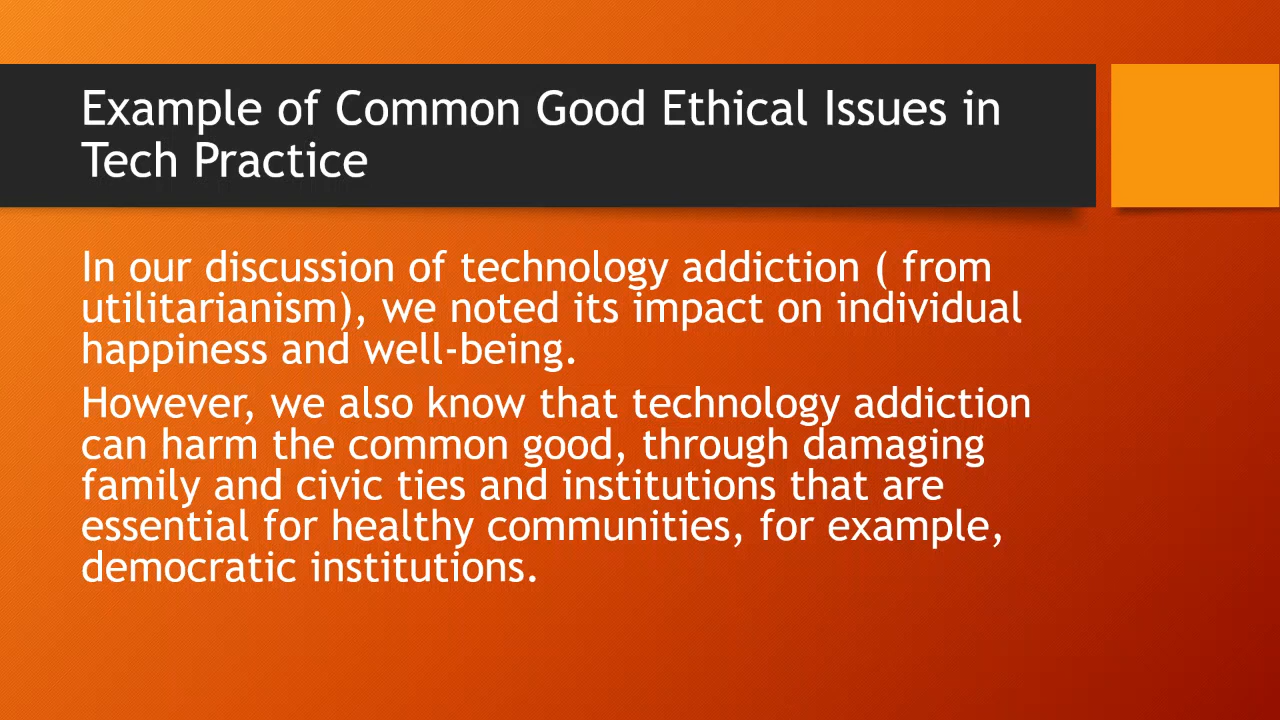 Example of Common Good Ethical Issues in
Tech Practice
In our discussion of technology addiction ( from
utilitarianism), we noted its impact on individual
happiness and well-being.
However, we also know that technology addiction
can harm the common good, through damaging
family and civic ties and institutions that are
essential for healthy communities, for example,
democratic institutions.